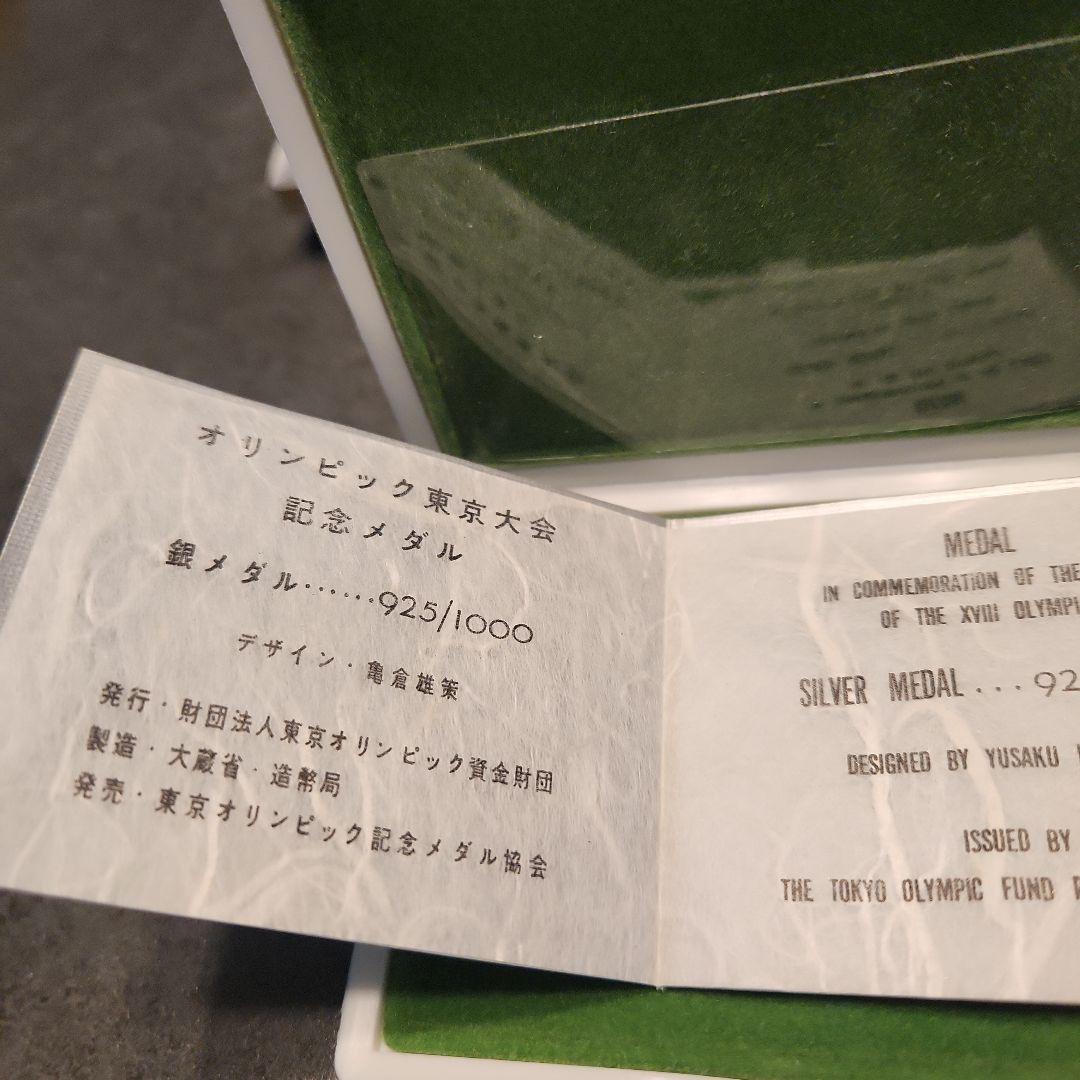 オリンピック東京大会
記念メダル
銀メダル‥‥‥925/1000
デザイン・亀倉雄策
発行・財団法人東京オリンピック資金財団
製造・大蔵省・造幣局
発売・東京オリンピック記念メダル協会
MEDAL
IN COMMEMORATION OF THE
OF THE XVIII OLYMPI
SILVER MEDAL...92
DESIGNED BY YUSAKU
ISSUED BY
THE TOKYO OLYMPIC FUND